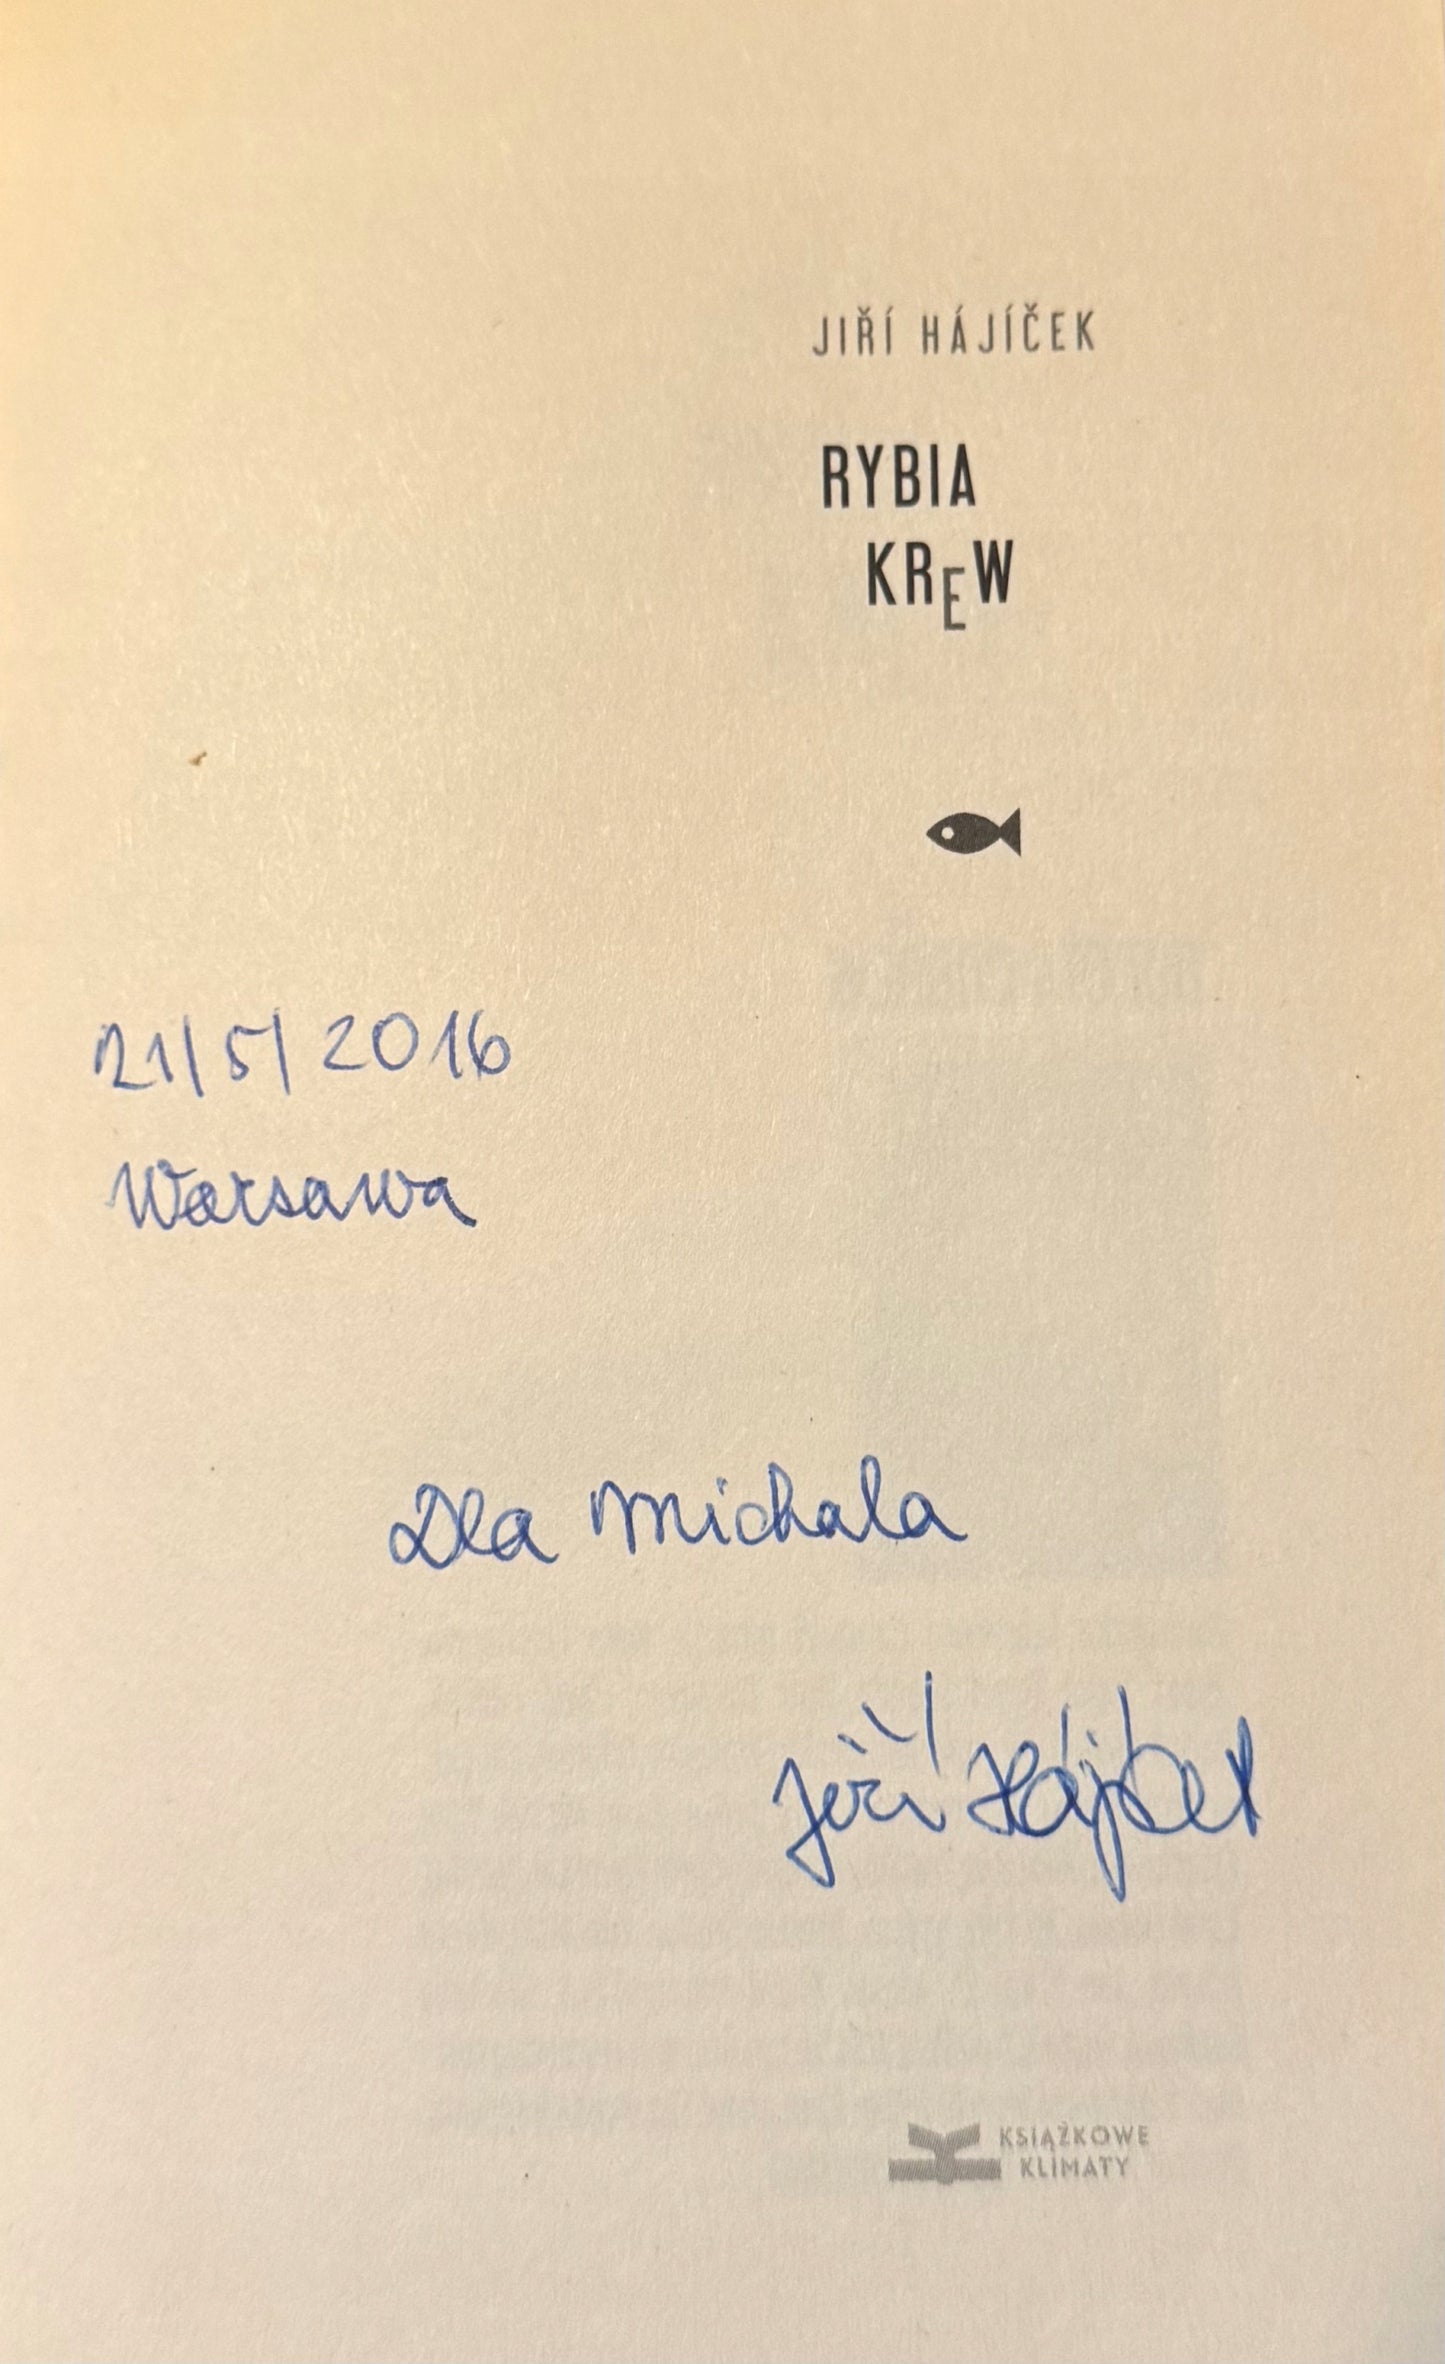 JIŘÍ HÁJÍČEK
RYBIA
KREW
21/5/2016
Warsawa
Dla Michala
Jiří Hájíček
KSIĄŻKOWE
KLIMATY